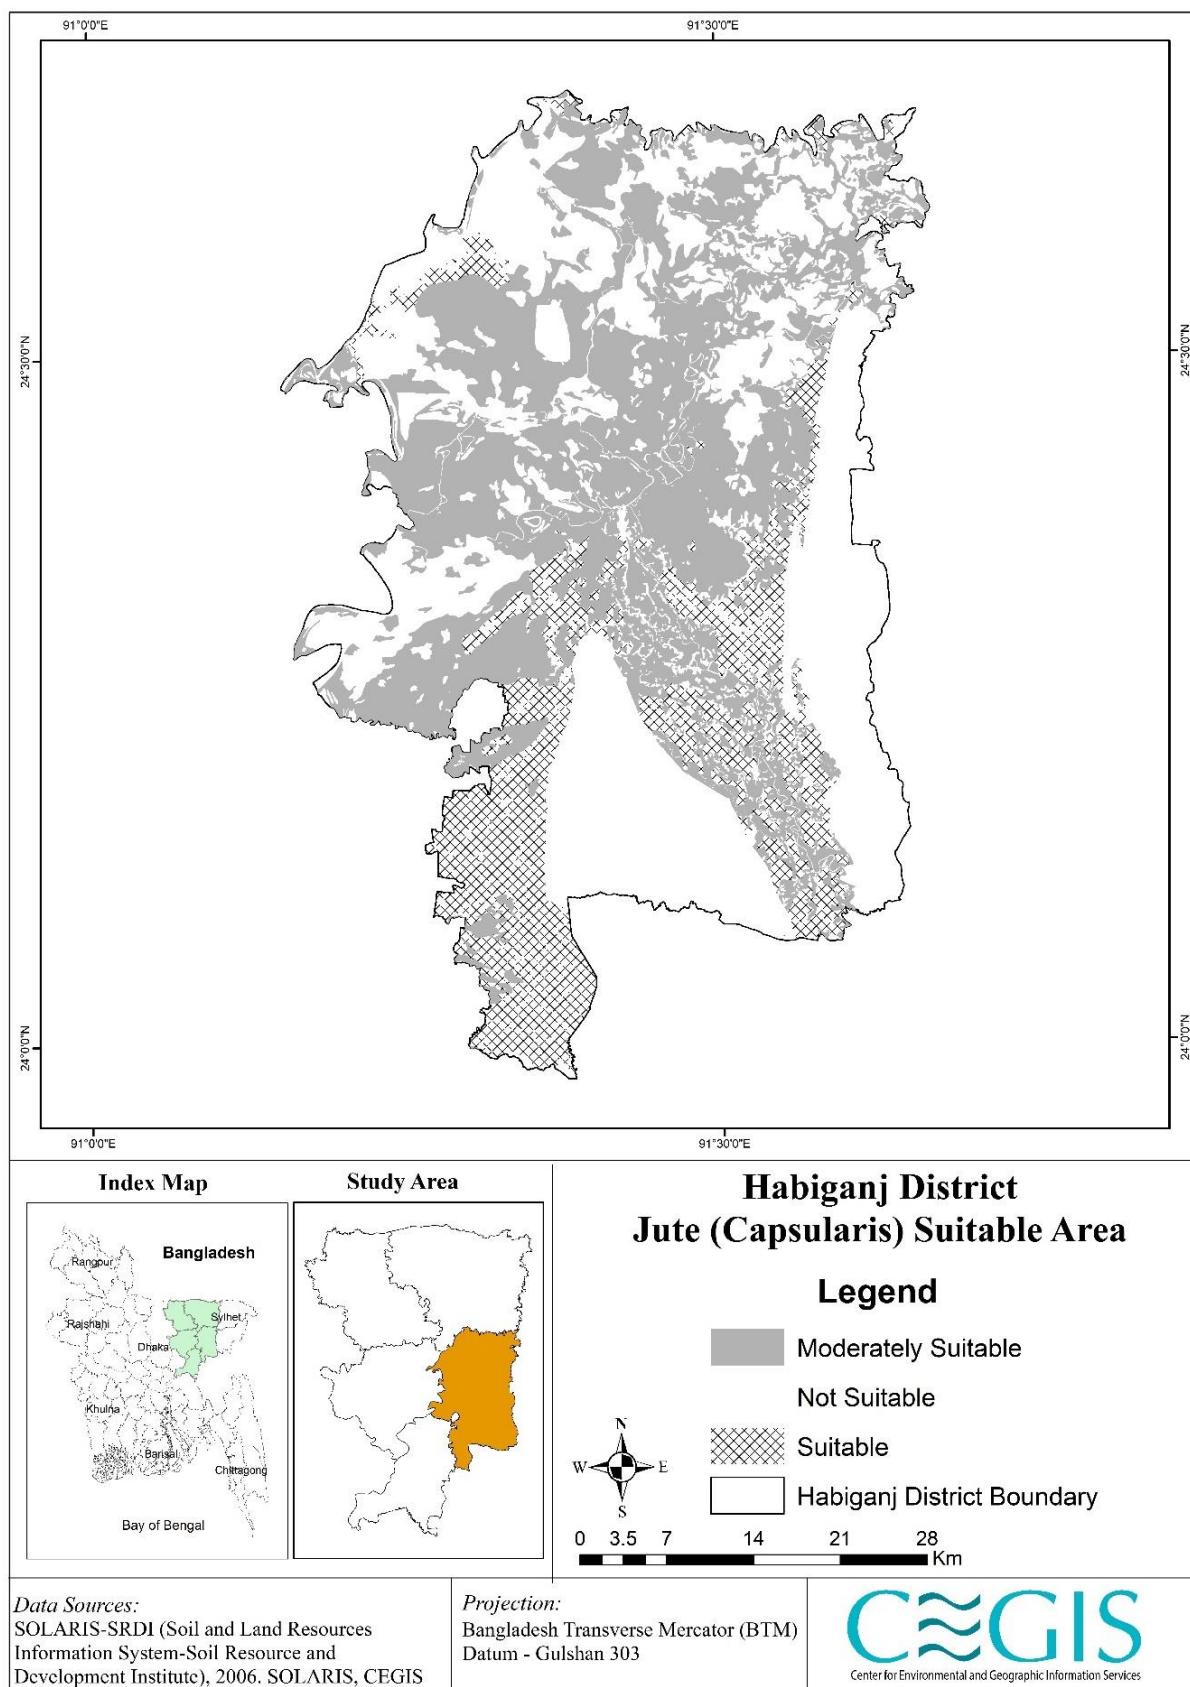 91°0'0"E
91°30'0"E
24°30'0"N
24°30'0"N
24°0'0"N
24°0'0"N
91°0'0"E
91°30'0"E
Index Map
Bangladesh
Rangpur
Rajshahi
Sylhet
Dhaka
Khulna
Barisal
Chittagong
Bay of Bengal
Study Area
Habiganj District
Jute (Capsularis) Suitable Area
Legend
Moderately Suitable
Not Suitable
Suitable
Habiganj District Boundary
N
W E
S
0 3.5 7 14 21 28
Km
Data Sources:
SOLARIS-SRDI (Soil and Land Resources
Information System-Soil Resource and
Development Institute), 2006. SOLARIS, CEGIS
Projection:
Bangladesh Transverse Mercator (BTM)
Datum - Gulshan 303
CEGIS
Center for Environmental and Geographic Information Services